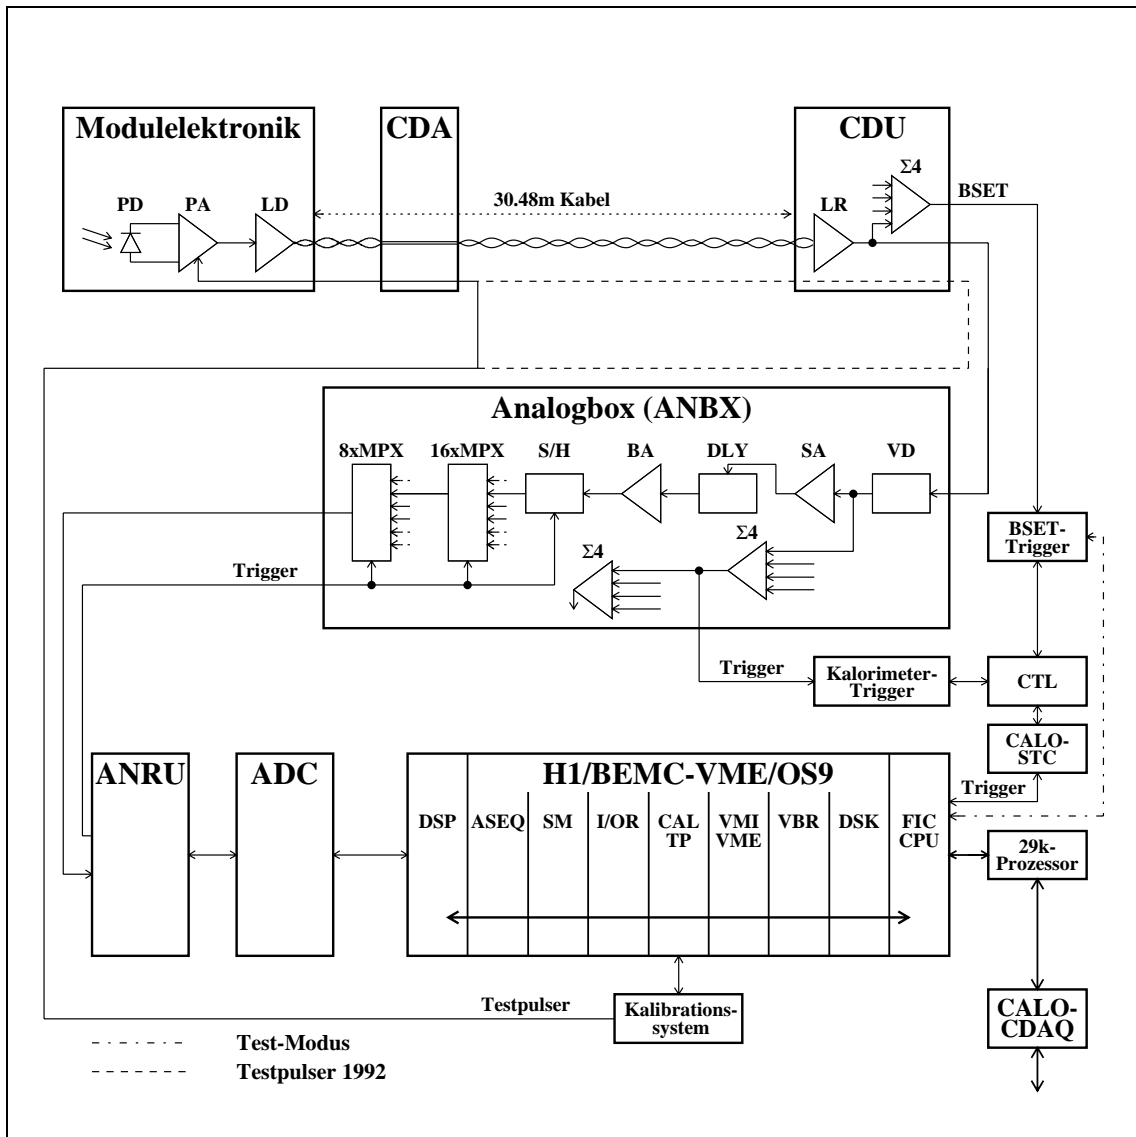 Modulelektronik
CDA
CDU
PD
PA
LD
30.48m Kabel
LR
Σ4
BSET
Analogbox (ANBX)
8xMPX
16xMPX
S/H
BA
DLY
SA
VD
Σ4
Σ4
Trigger
BSET-
Trigger
Trigger
Kalorimeter-
Trigger
CTL
CALO-
STC
Trigger
ANRU
ADC
H1/BEMC-VME/OS9
DSP
ASEQ
SM
I/OR
CAL
TP
VMI
VME
VBR
DSK
FIC
CPU
29k-
Prozessor
Testpulser
Kalibrations-
system
CALO-
CDAQ
Test-Modus
Testpulser 1992